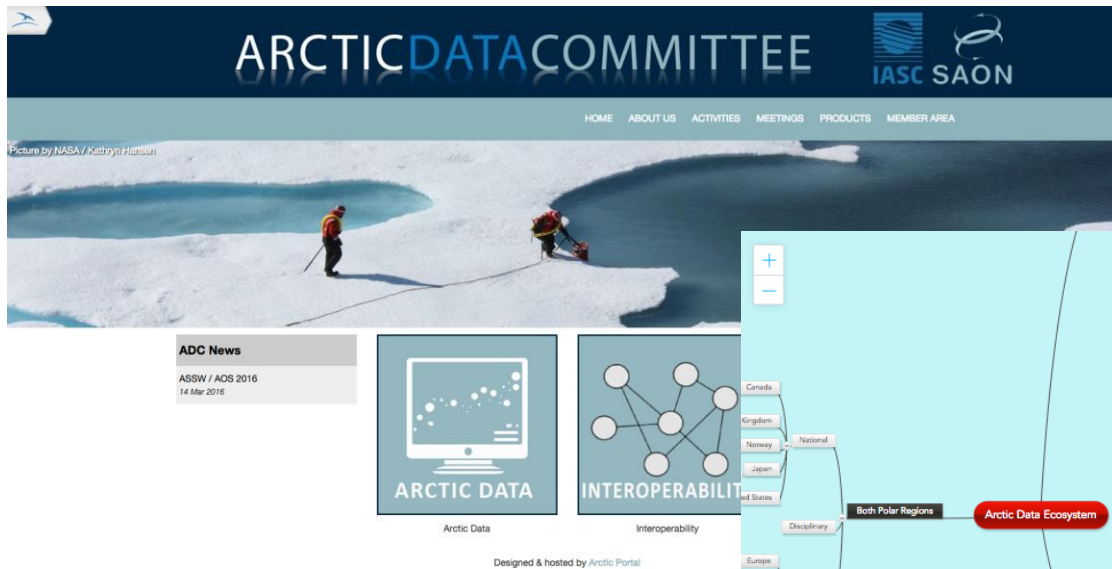 ARCTICDATACOMMITTEE
IASC SAON
HOME ABOUT US ACTIVITIES MEETINGS PRODUCTS MEMBER AREA
Picture by NASA / Kathryn Hansen
ADC News
ASSW / AOS 2016
14 Mar 2016
ARCTIC DATA
INTEROPERABILIT
Arctic Data
Interoperability
Designed & hosted by Arctic Portal
Canada
Kingdom
Norway
National
Japan
ed States
Both Polar Regions
Arctic Data Ecosystem
Disciplinary
Europe